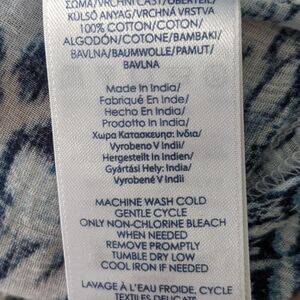 ΣΩΜΑ/VRCHNÍ ČÁST/OBERTEIL/
KÜLSŐ ANYAG/VRCHNÁ VRSTVA
100% COTTON/COTON/
ALGODÓN/COTONE/BAMBAKI/
BAVLNA/BAUMWOLLE/PAMUT/
BAVLNA
Made In India/
Fabriqué En Inde/
Hecho En India/
Prodotto In India/
Χωρα Κατασκευησ: Ινδια/
Vyrobeno V Indii/
Hergestellt in Indien/
Gyártási Hely: India/
Vyrobené V Indii
MACHINE WASH COLD
GENTLE CYCLE
ONLY NON-CHLORINE BLEACH
WHEN NEEDED
REMOVE PROMPTLY
TUMBLE DRY LOW
COOL IRON IF NEEDED
LAVAGE À L'EAU FROIDE, CYCLE
TEXTILES DELICATS